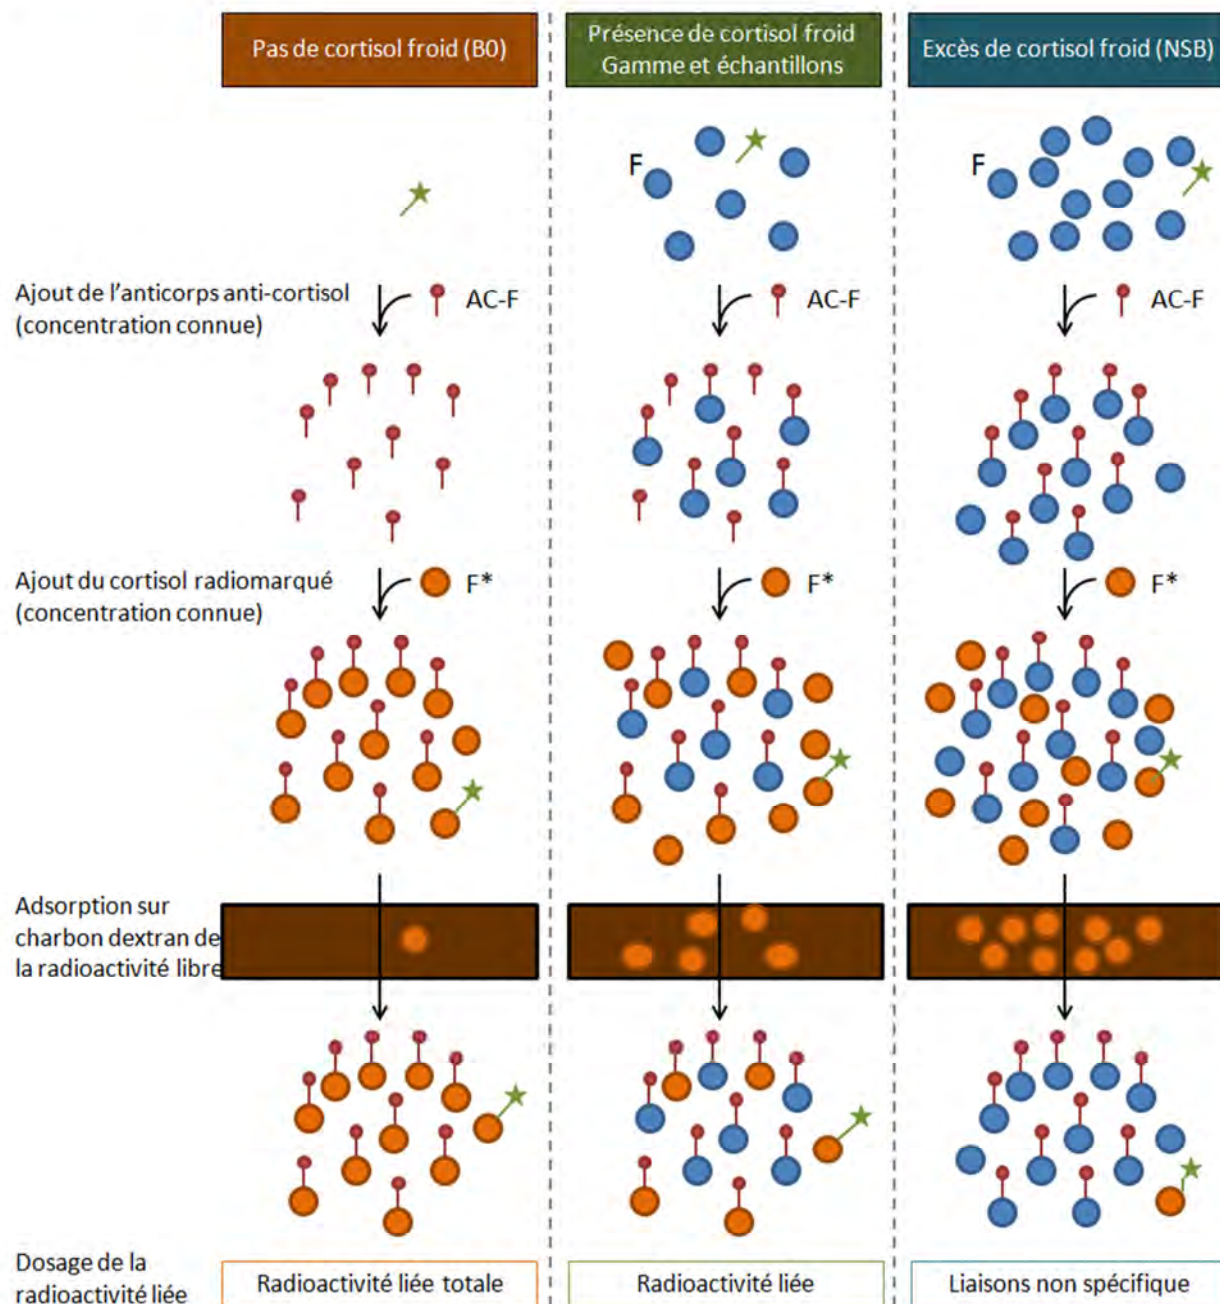 Pas de cortisol froid (B0)
Présence de cortisol froid
Gamme et échantillons
Excès de cortisol froid (NSB)
F
F
Ajout de l'anticorps anti-cortisol
(concentration connue)
AC-F
AC-F
AC-F
Ajout du cortisol radiomarqué
(concentration connue)
F*
F*
F*
Adsorption sur
charbon dextran de
la radioactivité libre
Dosage de la
radioactivité liée
Radioactivité liée totale
Radioactivité liée
Liaisons non spécifique